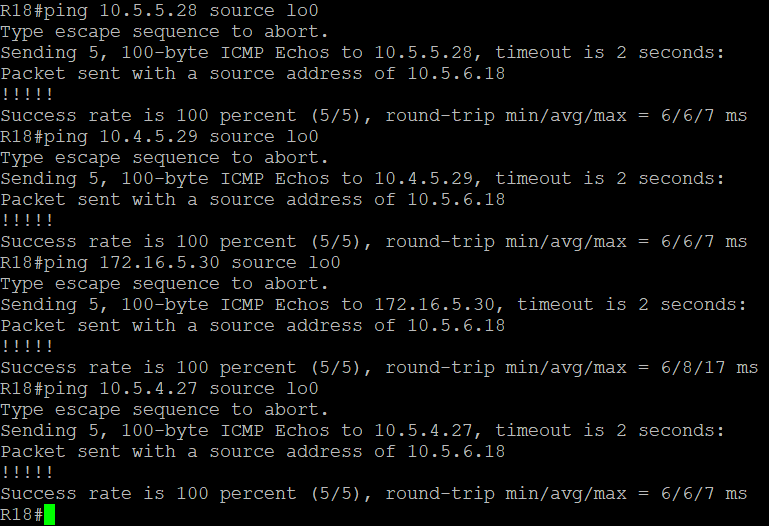 R18#ping 10.5.5.28 source lo0
Type escape sequence to abort.
Sending 5, 100-byte ICMP Echos to 10.5.5.28, timeout is 2 seconds:
Packet sent with a source address of 10.5.6.18
!!!!!
Success rate is 100 percent (5/5), round-trip min/avg/max = 6/6/7 ms
R18#ping 10.4.5.29 source lo0
Type escape sequence to abort.
Sending 5, 100-byte ICMP Echos to 10.4.5.29, timeout is 2 seconds:
Packet sent with a source address of 10.5.6.18
!!!!!
Success rate is 100 percent (5/5), round-trip min/avg/max = 6/6/7 ms
R18#ping 172.16.5.30 source lo0
Type escape sequence to abort.
Sending 5, 100-byte ICMP Echos to 172.16.5.30, timeout is 2 seconds:
Packet sent with a source address of 10.5.6.18
!!!!!
Success rate is 100 percent (5/5), round-trip min/avg/max = 6/8/17 ms
R18#ping 10.5.4.27 source lo0
Type escape sequence to abort.
Sending 5, 100-byte ICMP Echos to 10.5.4.27, timeout is 2 seconds:
Packet sent with a source address of 10.5.6.18
!!!!!
Success rate is 100 percent (5/5), round-trip min/avg/max = 6/6/7 ms
R18#